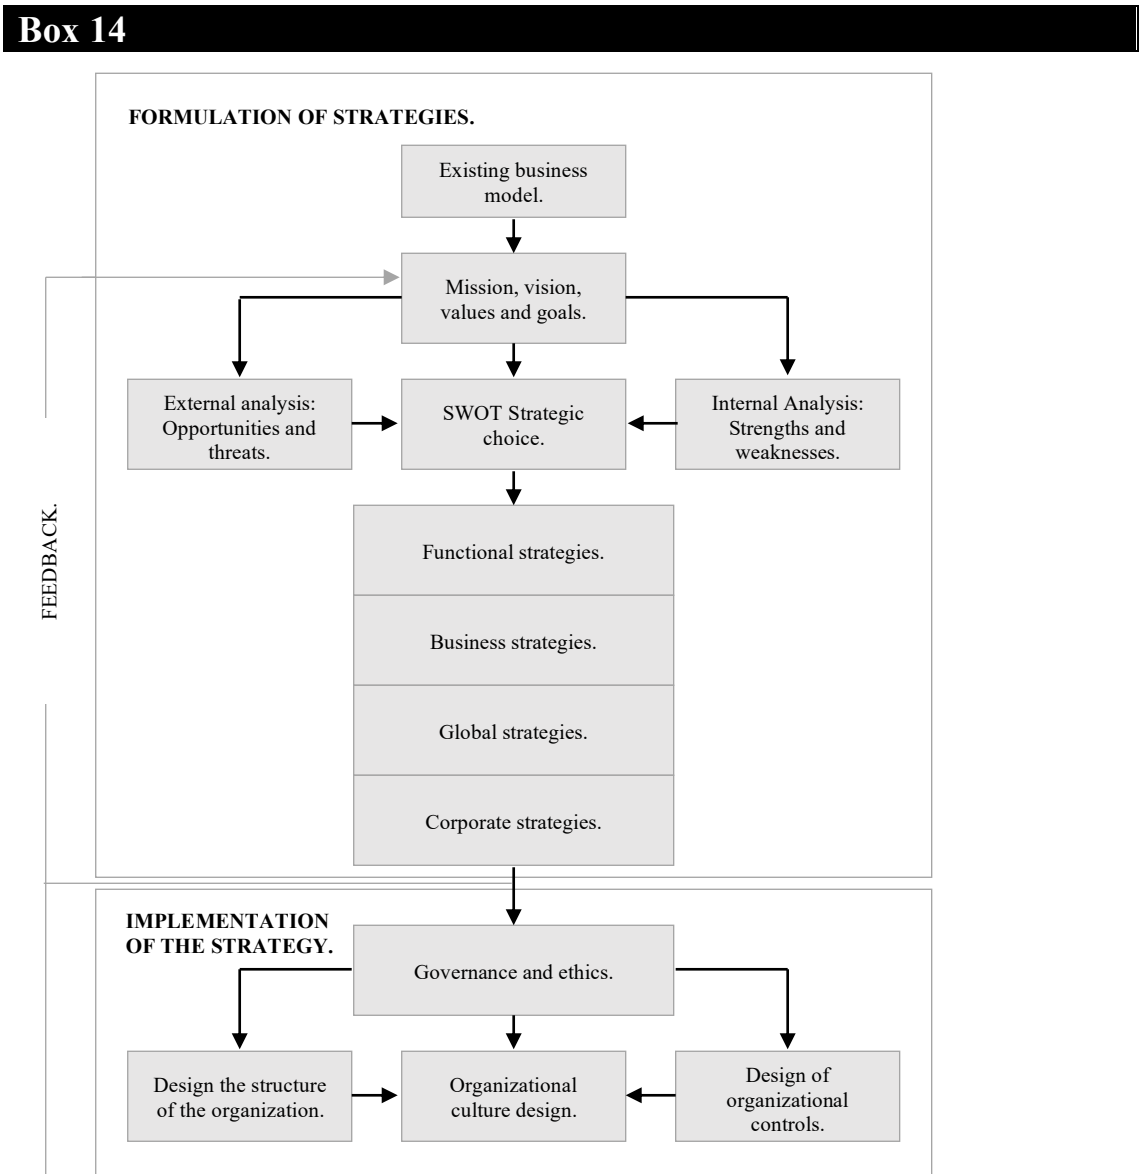 Box 14
FORMULATION OF STRATEGIES.
Existing business
model.
Mission, vision,
values and goals.
External analysis:
Opportunities and
threats.
SWOT Strategic
choice.
Internal Analysis:
Strengths and
weaknesses.
FEEDBACK.
Functional strategies.
Business strategies.
Global strategies.
Corporate strategies.
IMPLEMENTATION
OF THE STRATEGY.
Governance and ethics.
Design the structure
of the organization.
Organizational
culture design.
Design of
organizational
controls.